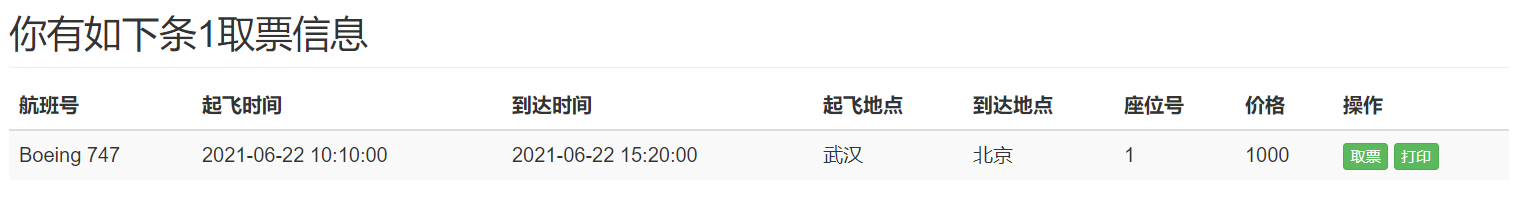 你有如下条1取票信息
航班号 起飞时间 到达时间 起飞地点 到达地点 座位号 价格 操作
Boeing 747 2021-06-22 10:10:00 2021-06-22 15:20:00 武汉 北京 1 1000 取票 打印